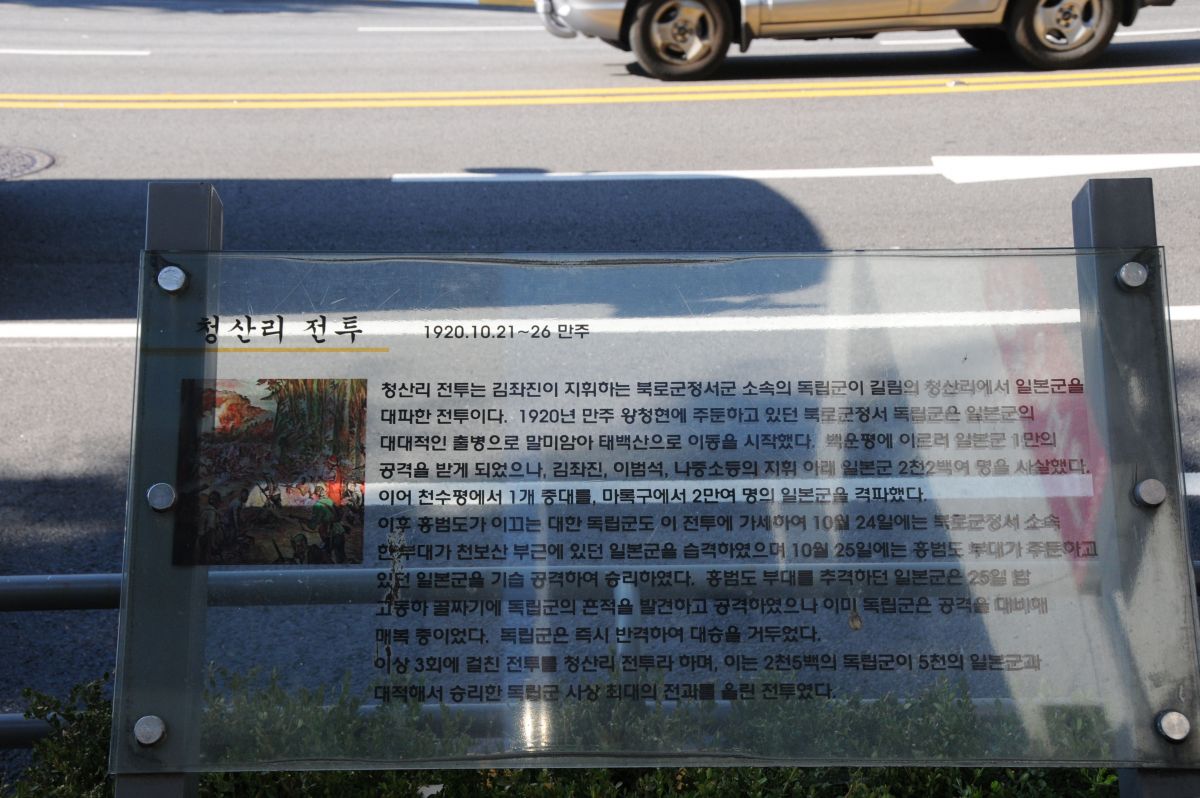 청산리 전투
1920.10.21~26 만주
청산리 전투는 김좌진이 지휘하는 북로군정서군 소속의 독립군이 길림의 청산리에서 일본군을
대파한 전투이다. 1920년 만주 왕청현에 주둔하고 있던 북로군정서 독립군은 일본군의
대대적인 출병으로 말미암아 태백산으로 이동을 시작했다. 백운평에 이르러 일본군 1만의
공격을 받게 되었으나, 김좌진, 이범석, 나중소등의 지휘 아래 일본군 2천2백여 명을 사살했다.
이어 천수평에서 1개 중대를, 마록구에서 2만여 명의 일본군을 격파했다.
이후 홍범도가 이끄는 대한 독립군도 이 전투에 가세하여 10월 24일에는 북로군정서 소속
한 부대가 천보산 부근에 있던 일본군을 습격하였으며 10월 25일에는 홍범도 부대가 주둔하고
있던 일본군을 기습 공격하여 승리하였다. 홍범도 부대를 추격하던 일본군은 25일 밤
고동하 골짜기에 독립군의 흔적을 발견하고 공격하였으나 이미 독립군은 공격을 대비해
매복 중이었다. 독립군은 즉시 반격하여 대승을 거두었다.
이상 3회에 걸친 전투를 청산리 전투라 하며, 이는 2천5백의 독립군이 5천의 일본군과
대적해서 승리한 독립군 사상 최대의 전과를 올린 전투였다.